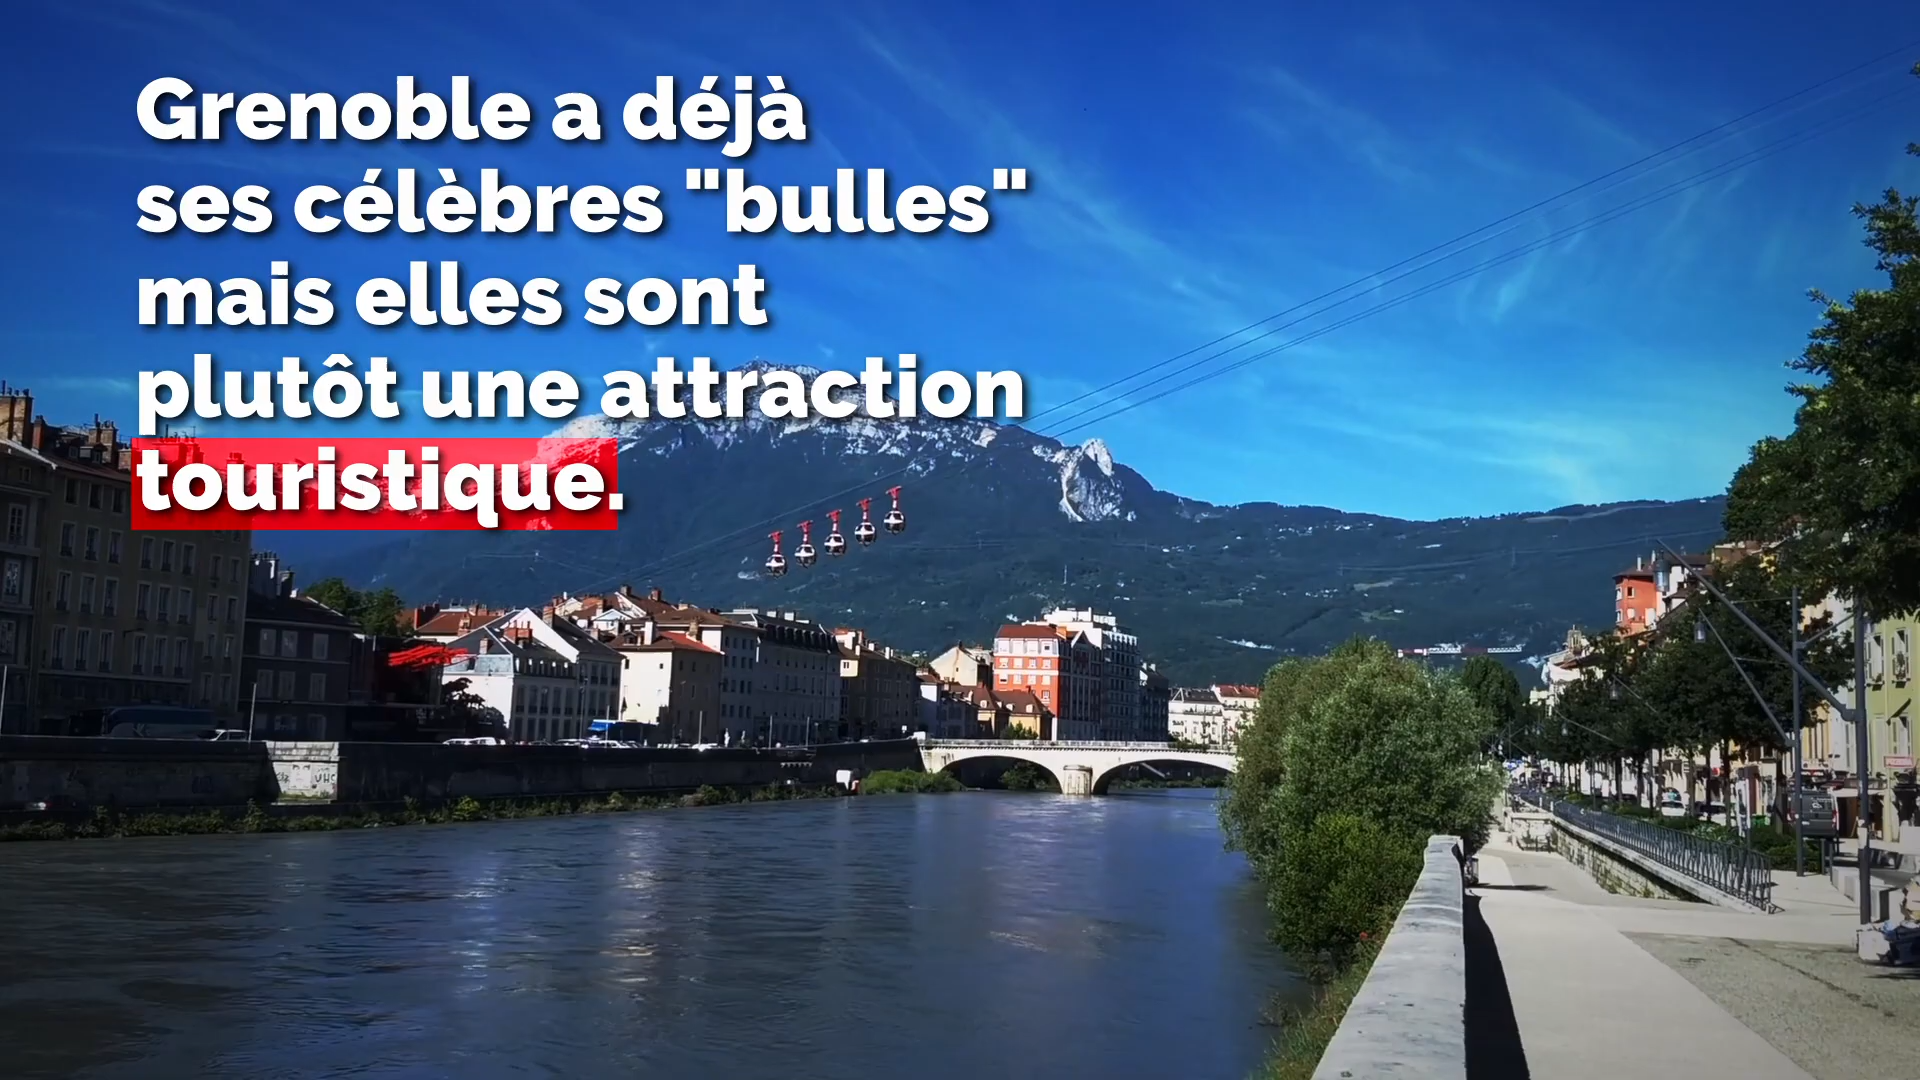 Grenoble a déjà
ses célèbres "bulles"
mais elles sont
plutôt une attraction
touristique.